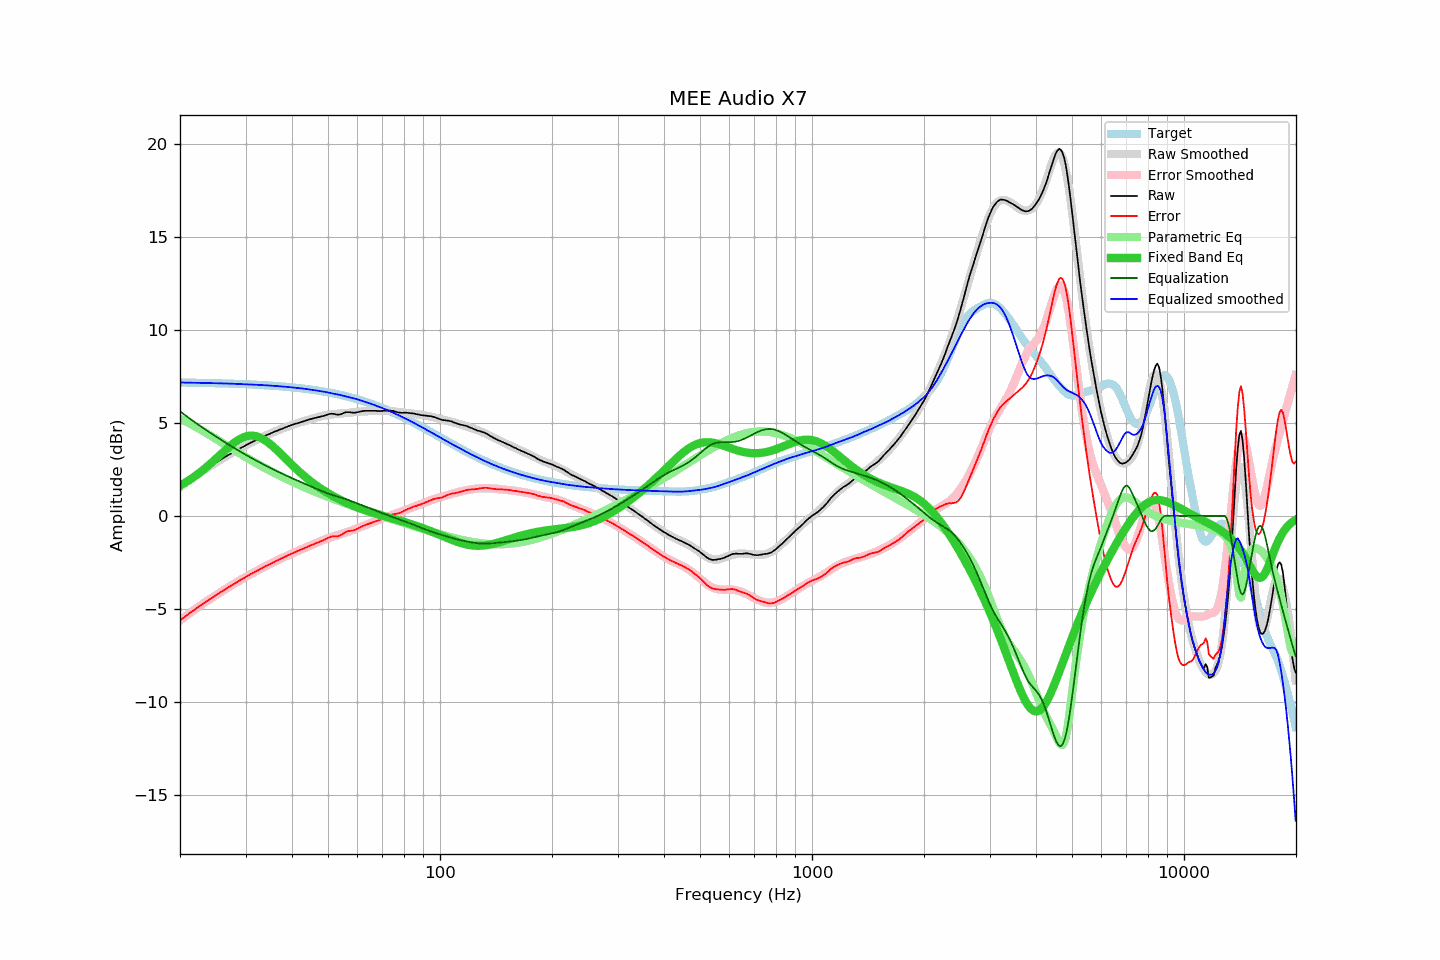 MEE Audio X7
Target
Raw Smoothed
Error Smoothed
Raw
Error
Parametric Eq
Fixed Band Eq
Equalization
Equalized smoothed
Amplitude (dBr)
20
15
10
5
0
−5
−10
−15
100
1000
10000
Frequency (Hz)